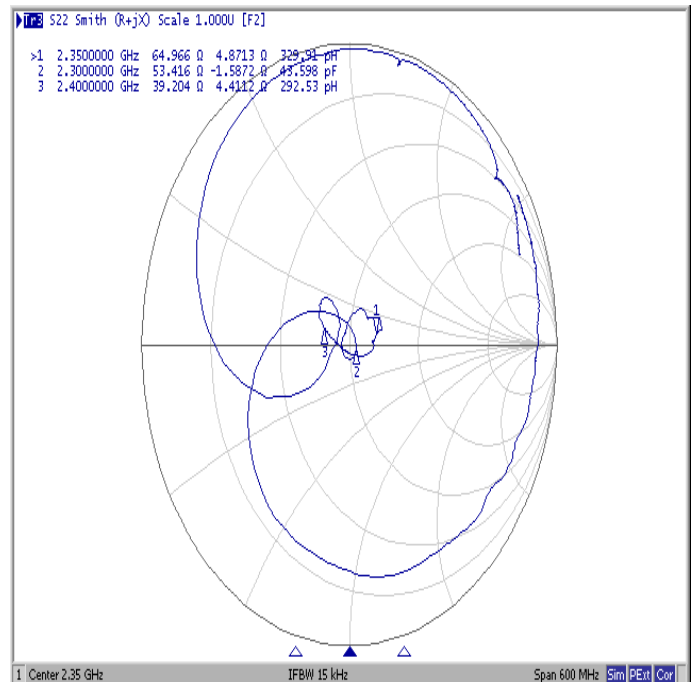 Tr3 S22 Smith (R+jX) Scale 1.000U [F2]
>1 2.3500000 GHz 64.966 Ω 4.8713 Ω 329.91 pH
2 2.3000000 GHz 53.416 Ω -1.5872 Ω 43.598 pF
3 2.4000000 GHz 39.204 Ω 4.4112 Ω 292.53 pH
1
3
2
1 Center 2.35 GHz IFBW 15 kHz Span 600 MHz Sim PExt Cor